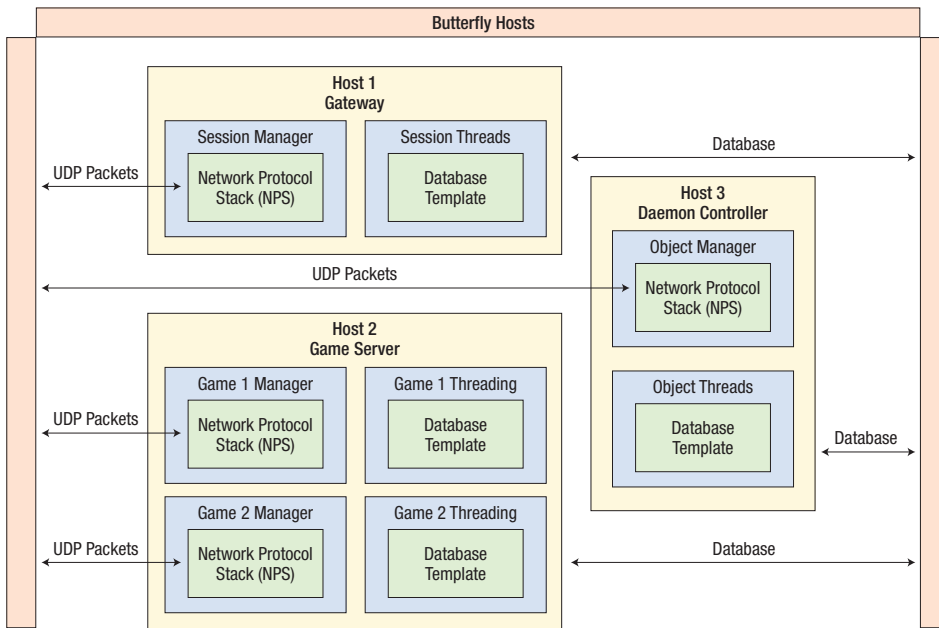 Butterfly Hosts
Host 1
Gateway
Session Manager
Network Protocol
Stack (NPS)
Session Threads
Database
Template
UDP Packets
Database
Host 3
Daemon Controller
Object Manager
Network Protocol
Stack (NPS)
UDP Packets
Object Threads
Database
Template
Database
Host 2
Game Server
Game 1 Manager
Network Protocol
Stack (NPS)
Game 1 Threading
Database
Template
UDP Packets
Game 2 Manager
Network Protocol
Stack (NPS)
Game 2 Threading
Database
Template
UDP Packets
Database